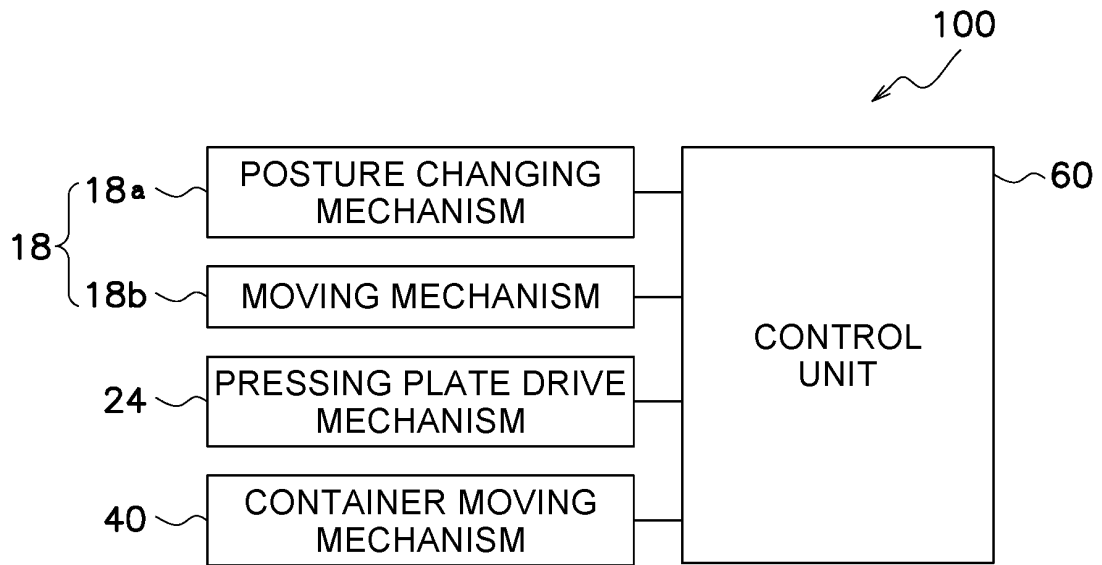 100
18a
POSTURE CHANGING
MECHANISM
60
18
18b
MOVING MECHANISM
CONTROL
UNIT
24
PRESSING PLATE DRIVE
MECHANISM
40
CONTAINER MOVING
MECHANISM